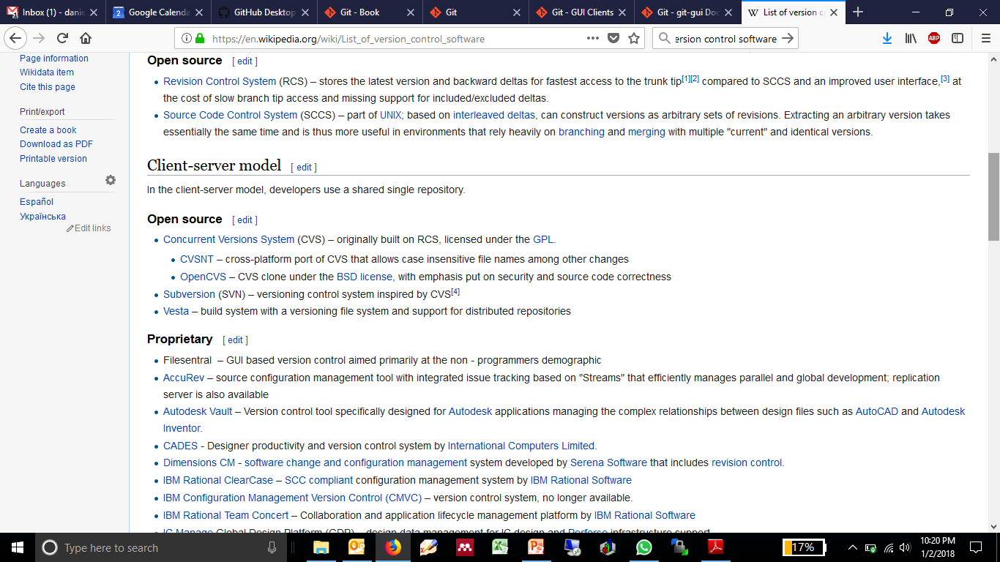 Inbox (1) - danie
Google Calenda
GitHub Desktop
Git - Book
Git
Git - GUI Clients
Git - git-gui Doc
List of version c
https://en.wikipedia.org/wiki/List_of_version_control_software
ersion control software
ABP
Page information
Wikidata item
Cite this page
Print/export
Create a book
Download as PDF
Printable version
Languages
Español
Українська
Edit links
Open source [ edit ]
Revision Control System (RCS) – stores the latest version and backward deltas for fastest access to the trunk tip[1][2] compared to SCCS and an improved user interface,[3] at
the cost of slow branch tip access and missing support for included/excluded deltas.
Source Code Control System (SCCS) – part of UNIX; based on interleaved deltas, can construct versions as arbitrary sets of revisions. Extracting an arbitrary version takes
essentially the same time and is thus more useful in environments that rely heavily on branching and merging with multiple "current" and identical versions.
Client-server model [ edit ]
In the client-server model, developers use a shared single repository.
Open source [ edit ]
Concurrent Versions System (CVS) – originally built on RCS, licensed under the GPL.
CVSNT – cross-platform port of CVS that allows case insensitive file names among other changes
OpenCVS – CVS clone under the BSD license, with emphasis put on security and source code correctness
Subversion (SVN) – versioning control system inspired by CVS[4]
Vesta – build system with a versioning file system and support for distributed repositories
Proprietary [ edit ]
Filesentral – GUI based version control aimed primarily at the non - programmers demographic
AccuRev – source configuration management tool with integrated issue tracking based on "Streams" that efficiently manages parallel and global development; replication
server is also available
Autodesk Vault – Version control tool specifically designed for Autodesk applications managing the complex relationships between design files such as AutoCAD and Autodesk
Inventor.
CADES - Designer productivity and version control system by International Computers Limited.
Dimensions CM - software change and configuration management system developed by Serena Software that includes revision control.
IBM Rational ClearCase – SCC compliant configuration management system by IBM Rational Software
IBM Configuration Management Version Control (CMVC) – version control system, no longer available.
IBM Rational Team Concert – Collaboration and application lifecycle management platform by IBM Rational Software
IC Manage Global Design Platform (GDP) – design data management for IC design and Perforce infrastructure support.
Type here to search
17%
10:20 PM
1/2/2018